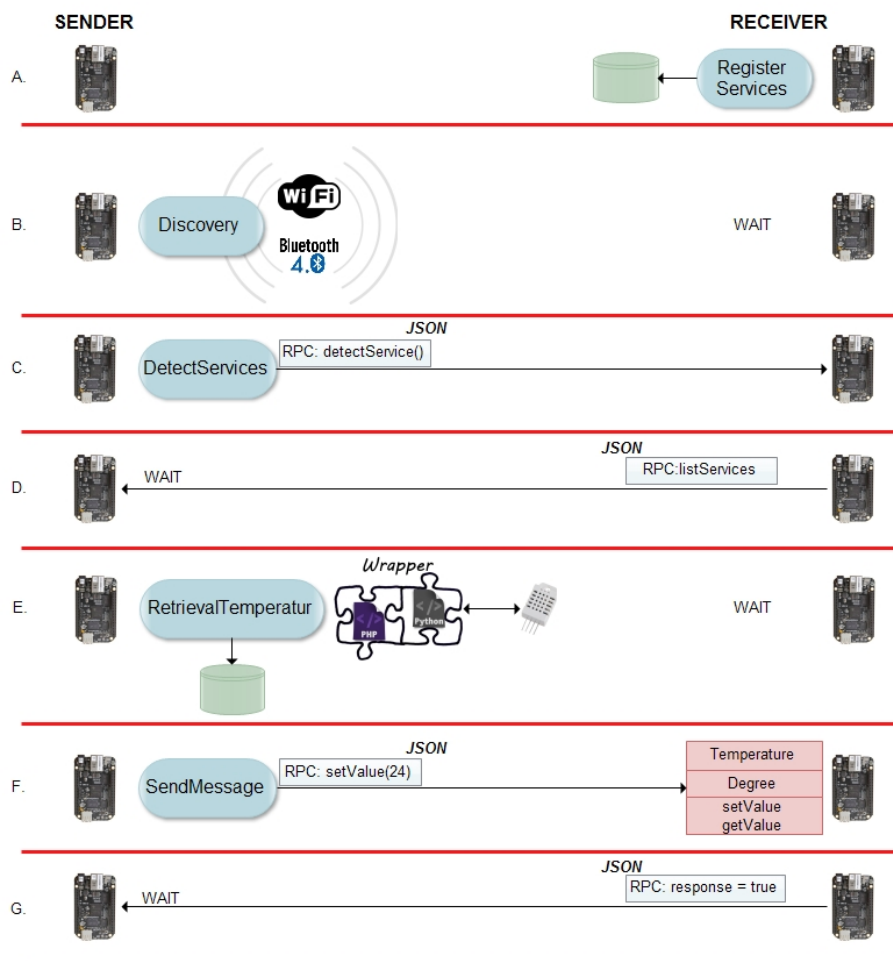 SENDER
RECEIVER
A.
Register
Services
B.
Discovery
WiFi
Bluetooth
4.0
WAIT
C.
DetectServices
JSON
RPC: detectService()
D.
WAIT
JSON
RPC:listServices
E.
RetrievalTemperatur
Wrapper
</>
PHP
</>
Python
WAIT
F.
SendMessage
JSON
RPC: setValue(24)
Temperature
Degree
setValue
getValue
G.
WAIT
JSON
RPC: response = true